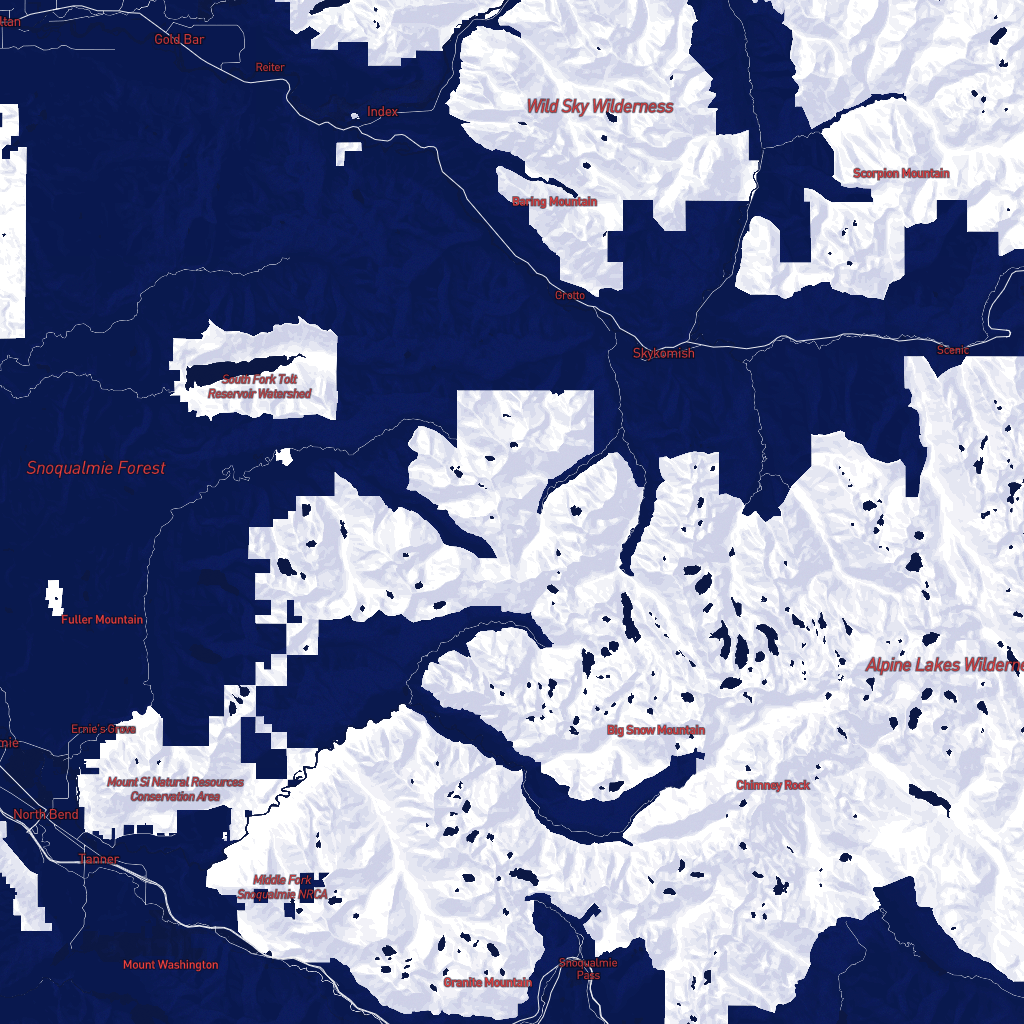 ltan
Gold Bar
Reiter
Index
Wild Sky Wilderness
Scorpion Mountain
Baring Mountain
Grotto
Skykomish
Scenic
South Fork Tolt
Reservoir Watershed
Snoqualmie Forest
Fuller Mountain
Alpine Lakes Wilderne
Ernie's Grove
Big Snow Mountain
mie
Mount Si Natural Resources
Conservation Area
Chimney Rock
North Bend
Tanner
Middle Fork
Snoqualmie NRCA
Mount Washington
Snoqualmie
Pass
Granite Mountain